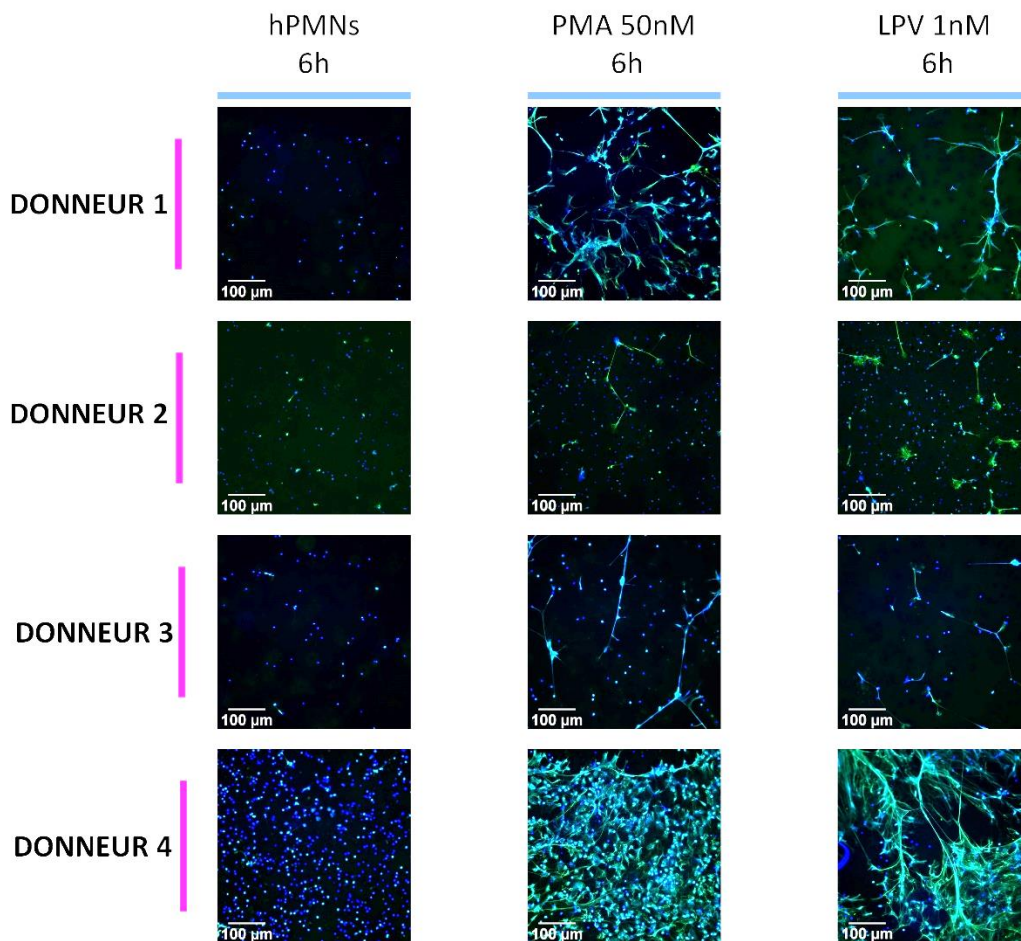 hPMNs
6h
PMA 50nM
6h
LPV 1nM
6h
DONNEUR 1
100 µm
100 µm
100 µm
DONNEUR 2
100 µm
100 µm
100 µm
DONNEUR 3
100 µm
100 µm
100 µm
DONNEUR 4
100 µm
100 µm
100 µm